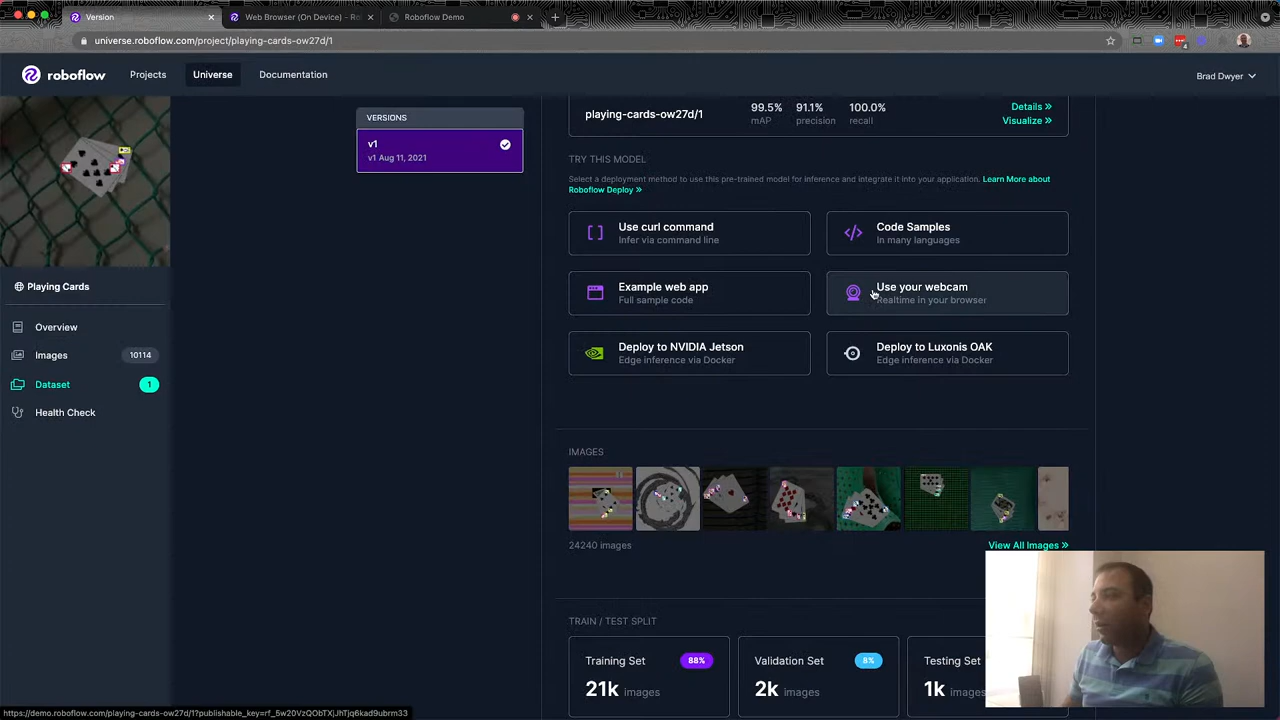 Version
Web Browser (On Device) - Ro
Roboflow Demo
universe.roboflow.com/project/playing-cards-ow27d/1
roboflow
Projects
Universe
Documentation
Brad Dwyer
VERSIONS
v1
v1 Aug 11, 2021
playing-cards-ow27d/1
99.5%
mAP
91.1%
precision
100.0%
recall
Details »
Visualize »
TRY THIS MODEL
Select a deployment method to use this pre-trained model for inference and integrate it into your application. Learn More about
Roboflow Deploy »
Use curl command
Infer via command line
Code Samples
In many languages
Example web app
Full sample code
Use your webcam
Realtime in your browser
Deploy to NVIDIA Jetson
Edge inference via Docker
Deploy to Luxonis OAK
Edge inference via Docker
Playing Cards
Overview
Images
10114
Dataset
1
Health Check
IMAGES
24240 images
View All Images »
TRAIN / TEST SPLIT
Training Set
88%
21k images
Validation Set
8%
2k images
Testing Set
1k images